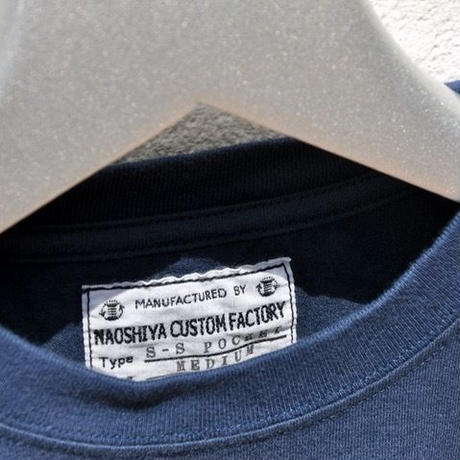 MANUFACTURED BY
NAOSHIYA CUSTOM FACTORY
Type S-S POCKET
MEDIUM